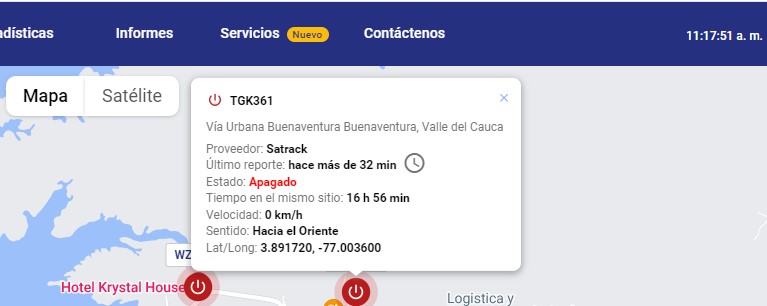 adísticas
Informes
Servicios Nuevo
Contáctenos
11:17:51 a. m.
Mapa
Satélite
TGK361
Vía Urbana Buenaventura Buenaventura, Valle del Cauca
Proveedor: Satrack
Último reporte: hace más de 32 min
Estado: Apagado
Tiempo en el mismo sitio: 16 h 56 min
Velocidad: 0 km/h
Sentido: Hacia el Oriente
Lat/Long: 3.891720, -77.003600
WZ
Hotel Krystal House
Logistica y